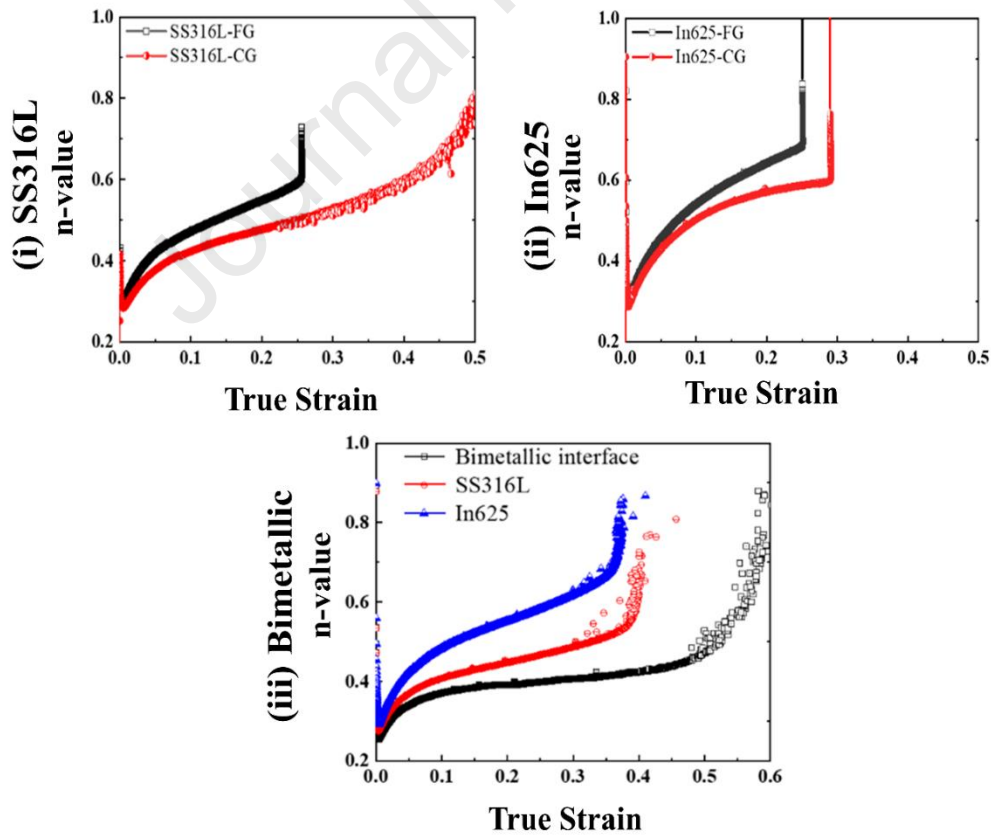 Journal
SS316L-FG
SS316L-CG
1.0
0.8
0.6
0.4
0.2
0.0 0.1 0.2 0.3 0.4 0.5
(i) SS316L
n-value
True Strain
In625-FG
In625-CG
1.0
0.8
0.6
0.4
0.2
0.0 0.1 0.2 0.3 0.4 0.5
(ii) In625
n-value
True Strain
Bimetallic interface
SS316L
In625
1.0
0.8
0.6
0.4
0.2
0.0 0.1 0.2 0.3 0.4 0.5 0.6
(iii) Bimetallic
n-value
True Strain